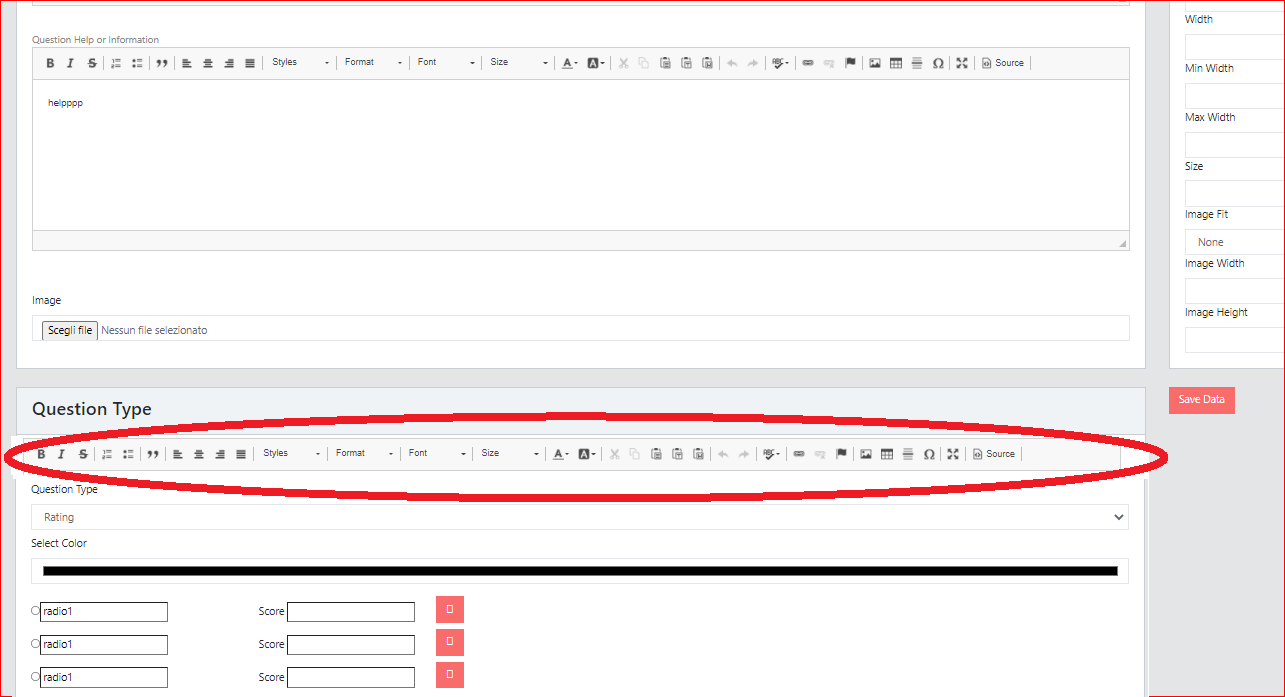 Width
Question Help or Information
B I S Styles Format Font Size A A ABC Ω Source
Min Width
helpppp
Max Width
Size
Image Fit
None
Image Width
Image
Image Height
Scegli file Nessun file selezionato
Save Data
Question Type
B I S Styles Format Font Size A A ABC Ω Source
Question Type
Rating
Select Color
radio1 Score
radio1 Score
radio1 Score